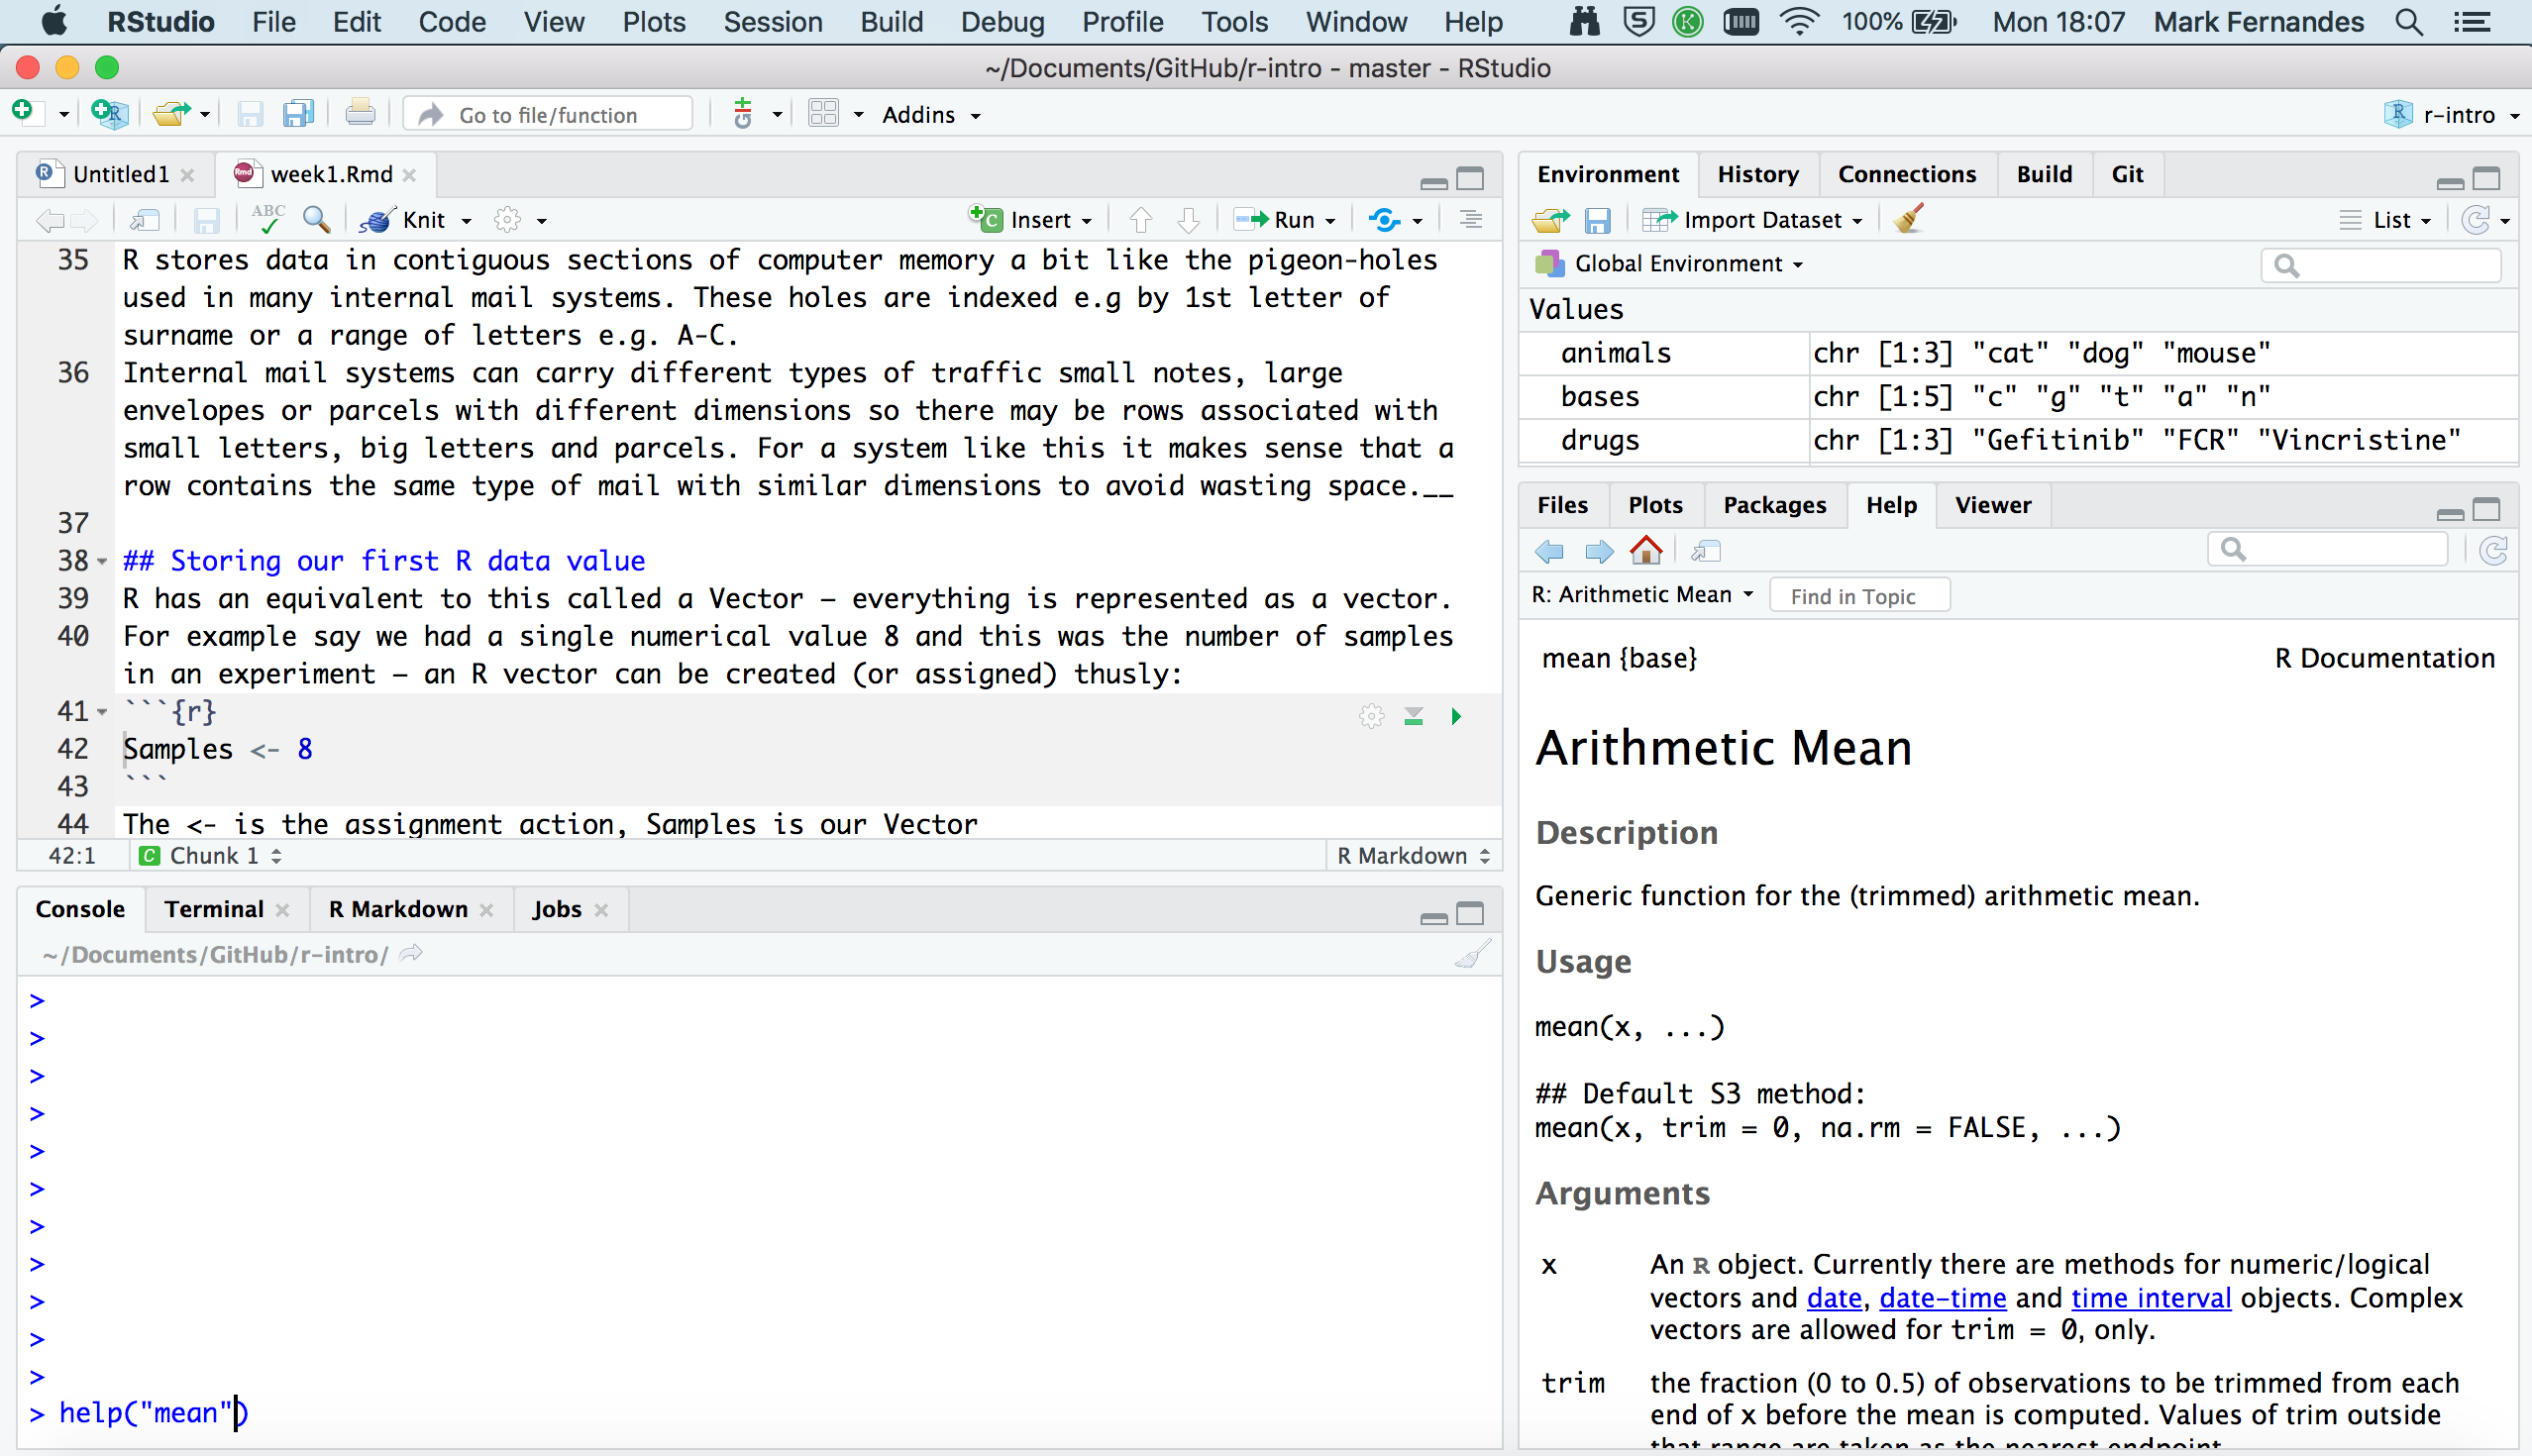 RStudio File Edit Code View Plots Session Build Debug Profile Tools Window Help 100% Mon 18:07 Mark Fernandes
~/Documents/GitHub/r-intro - master - RStudio
Go to file/function Addins r-intro
Untitled1 week1.Rmd
ABC Knit Insert Run
35 R stores data in contiguous sections of computer memory a bit like the pigeon-holes
used in many internal mail systems. These holes are indexed e.g by 1st letter of
surname or a range of letters e.g. A-C.
36 Internal mail systems can carry different types of traffic small notes, large
envelopes or parcels with different dimensions so there may be rows associated with
small letters, big letters and parcels. For a system like this it makes sense that a
row contains the same type of mail with similar dimensions to avoid wasting space.__
37
38 ## Storing our first R data value
39 R has an equivalent to this called a Vector – everything is represented as a vector.
40 For example say we had a single numerical value 8 and this was the number of samples
in an experiment – an R vector can be created (or assigned) thusly:
41 ```{r}
42 Samples <- 8
43 ```
44 The <- is the assignment action, Samples is our Vector
42:1 C Chunk 1 R Markdown
Console Terminal R Markdown Jobs
~/Documents/GitHub/r-intro/
>
>
>
>
>
>
>
>
>
>
>
> help("mean")
Environment History Connections Build Git
Import Dataset List
Global Environment
Values
animals chr [1:3] "cat" "dog" "mouse"
bases chr [1:5] "c" "g" "t" "a" "n"
drugs chr [1:3] "Gefitinib" "FCR" "Vincristine"
Files Plots Packages Help Viewer
R: Arithmetic Mean Find in Topic
mean {base} R Documentation
Arithmetic Mean
Description
Generic function for the (trimmed) arithmetic mean.
Usage
mean(x, ...)
## Default S3 method:
mean(x, trim = 0, na.rm = FALSE, ...)
Arguments
x An R object. Currently there are methods for numeric/logical
vectors and date, date-time and time interval objects. Complex
vectors are allowed for trim = 0, only.
trim the fraction (0 to 0.5) of observations to be trimmed from each
end of x before the mean is computed. Values of trim outside
that range are taken as the nearest endpoint.